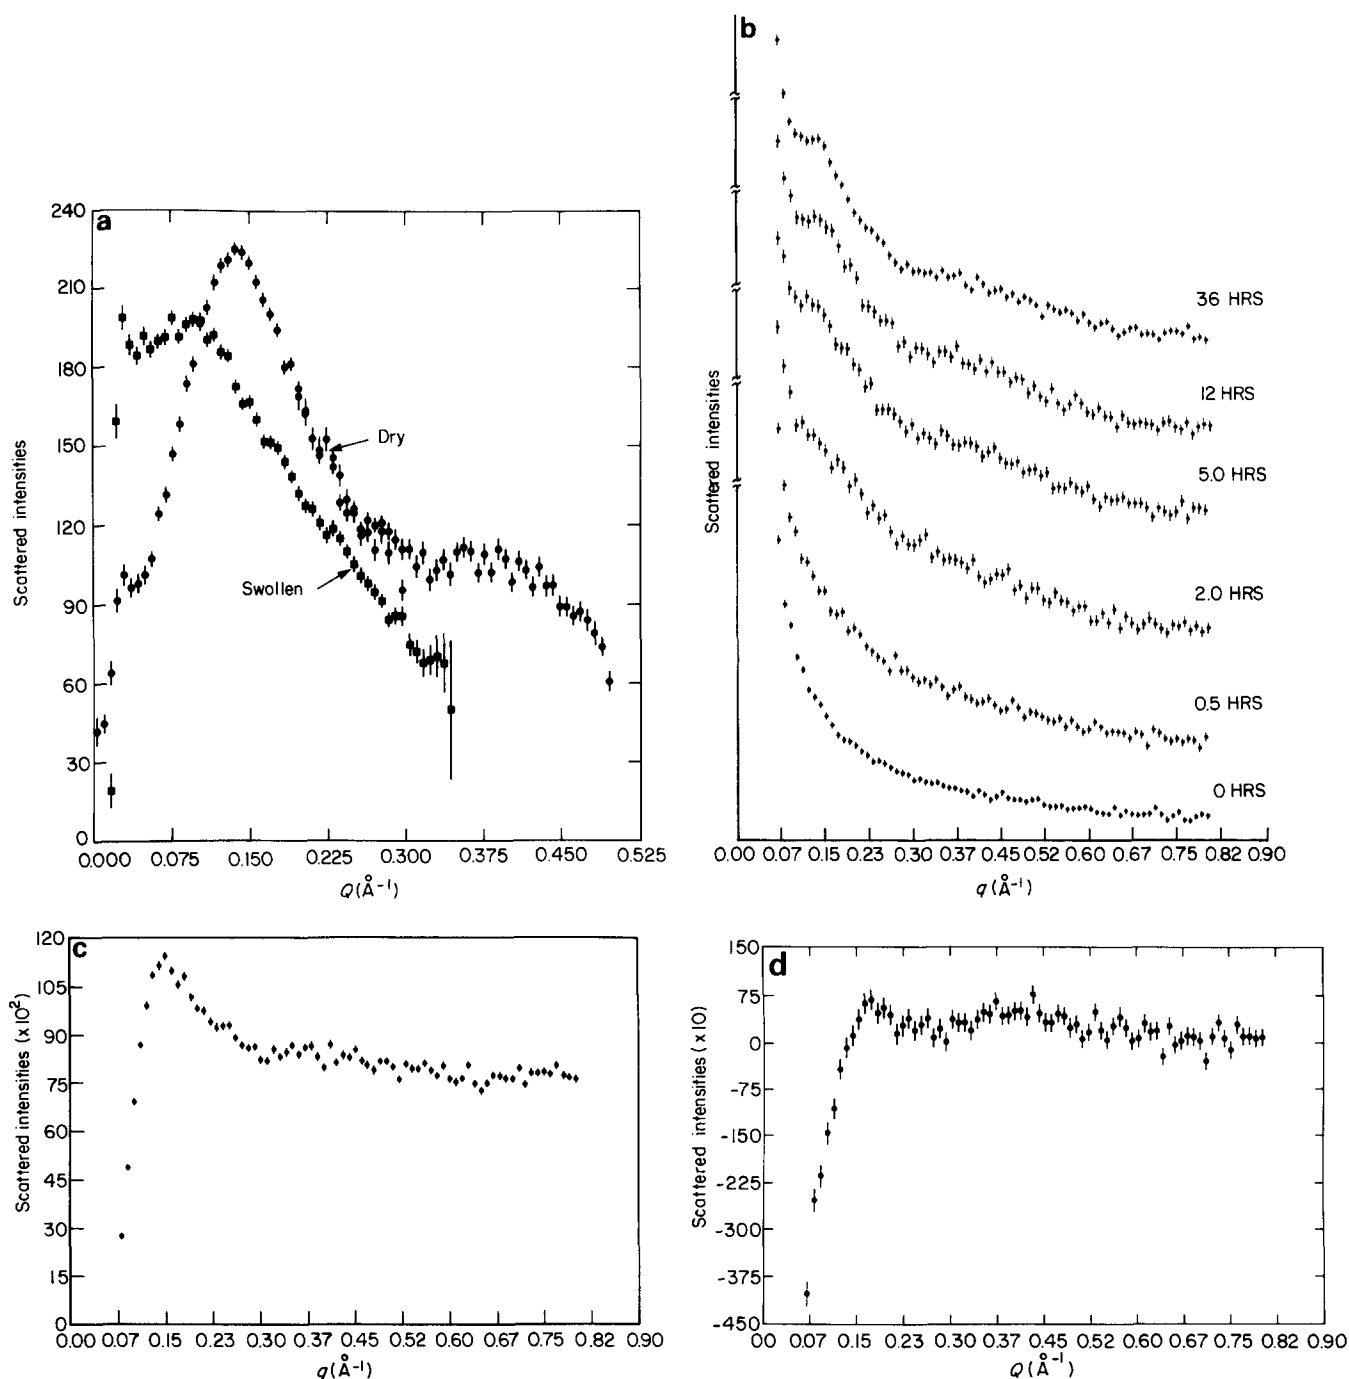 a
240
210
180
150
120
90
60
30
0
Scattered intensities
Dry
Swollen
0.000 0.075 0.150 0.225 0.300 0.375 0.450 0.525
Q(Å⁻¹)
b
Scattered intensities
36 HRS
12 HRS
5.0 HRS
2.0 HRS
0.5 HRS
0 HRS
0.00 0.07 0.15 0.23 0.30 0.37 0.45 0.52 0.60 0.67 0.75 0.82 0.90
q(Å⁻¹)
c
120
105
90
75
60
45
30
15
0
Scattered intensities (x10²)
0.00 0.07 0.15 0.23 0.30 0.37 0.45 0.52 0.60 0.67 0.75 0.82 0.90
q(Å⁻¹)
d
150
75
0
-75
-150
-225
-300
-375
-450
Scattered intensities (x10)
0.0 0.07 0.15 0.23 0.30 0.37 0.45 0.52 0.60 0.67 0.75 0.82 0.90
Q(Å⁻¹)